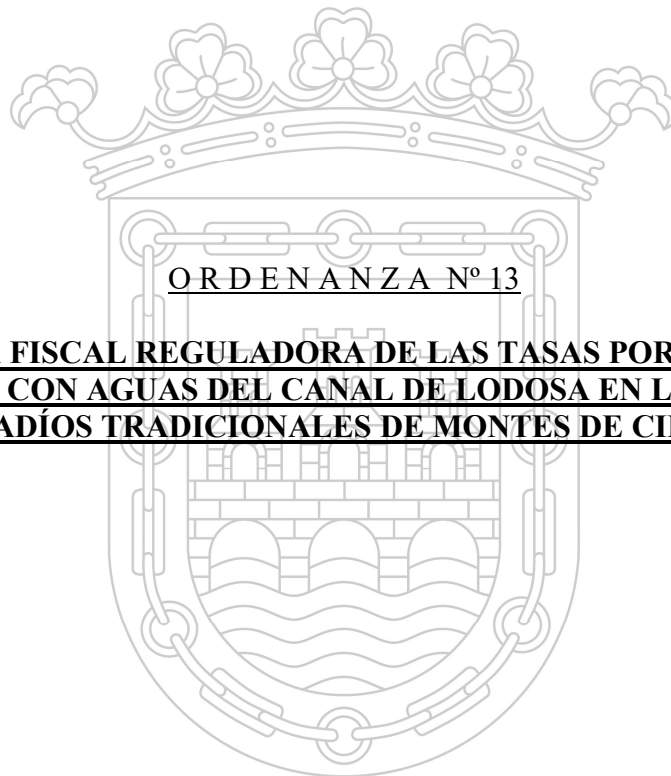 O R D E N A N Z A Nº 13
FISCAL REGULADORA DE LAS TASAS POR
CON AGUAS DEL CANAL DE LODOSA EN
TRADICIONALES DE MONTES DE